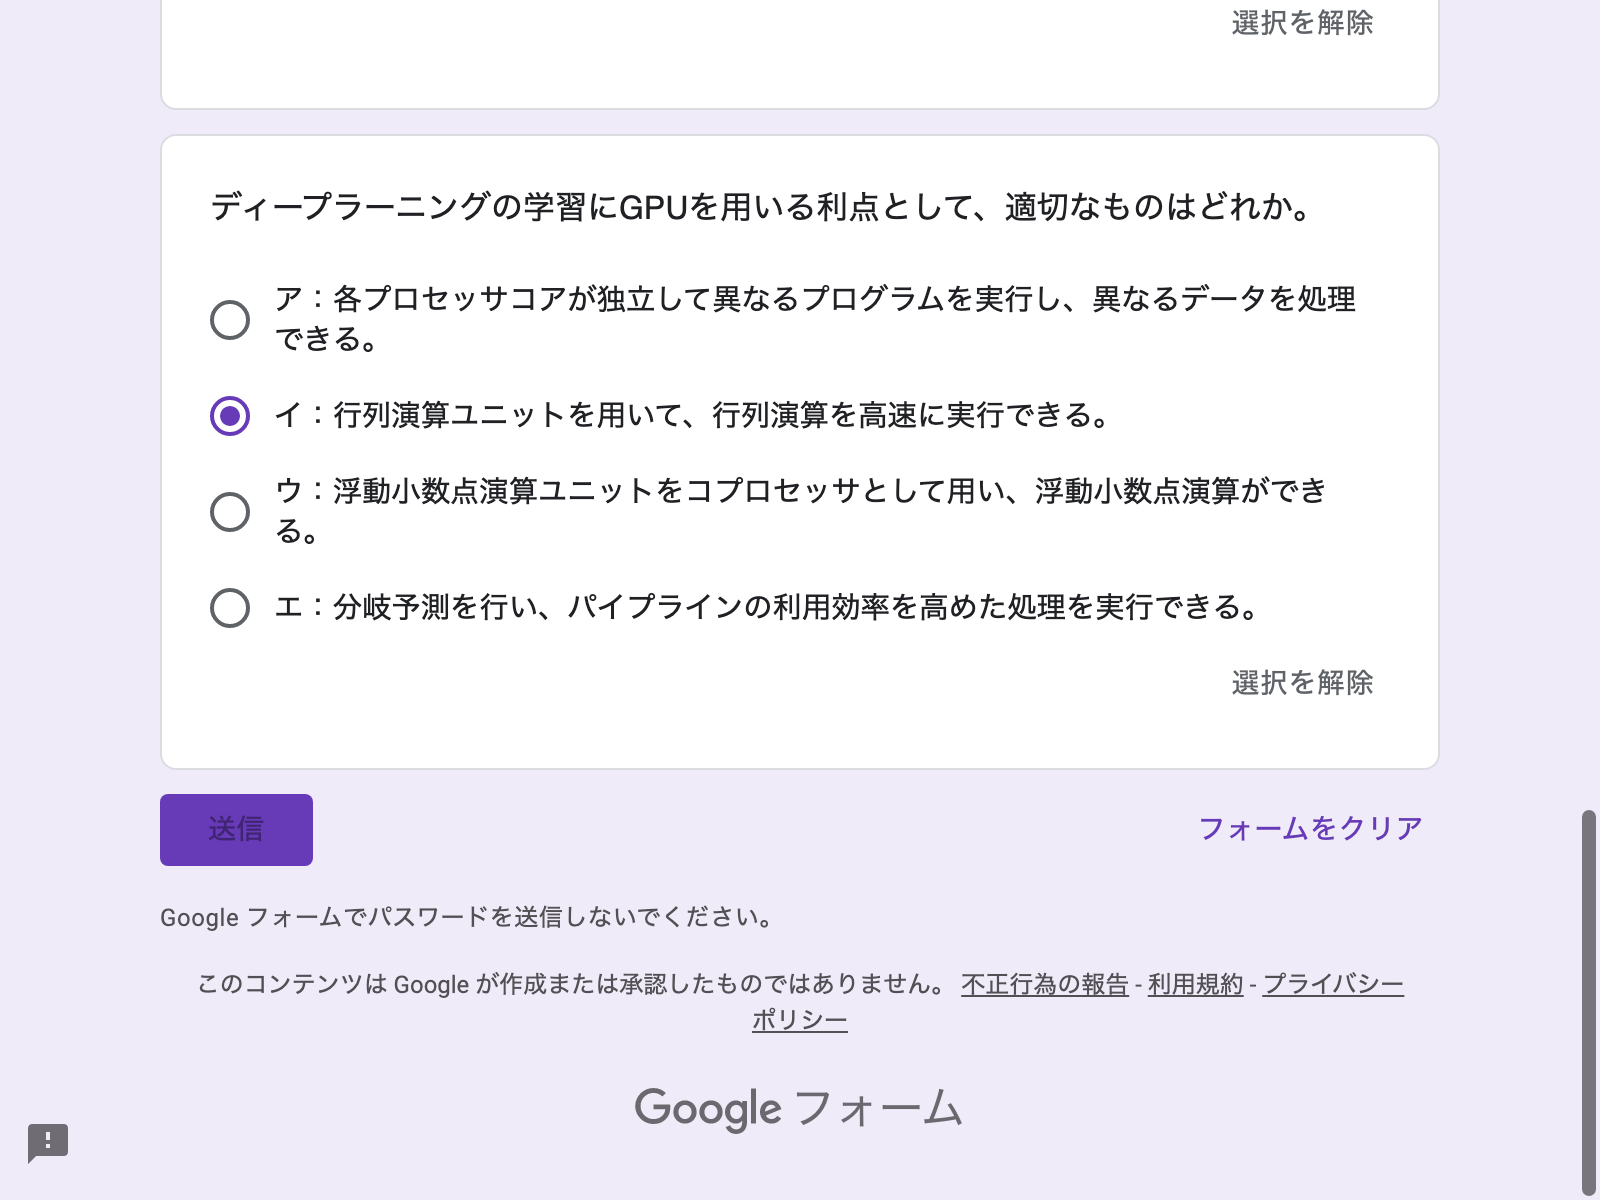 選択を解除
ディープラーニングの学習にGPUを用いる利点として、適切なものはどれか。
ア：各プロセッサコアが独立して異なるプログラムを実行し、異なるデータを処理
できる。
イ：行列演算ユニットを用いて、行列演算を高速に実行できる。
ウ：浮動小数点演算ユニットをコプロセッサとして用い、浮動小数点演算ができ
る。
エ：分岐予測を行い、パイプラインの利用効率を高めた処理を実行できる。
選択を解除
送信
フォームをクリア
Google フォームでパスワードを送信しないでください。
このコンテンツは Google が作成または承認したものではありません。 不正行為の報告 - 利用規約 - プライバシー
ポリシー
Google フォーム